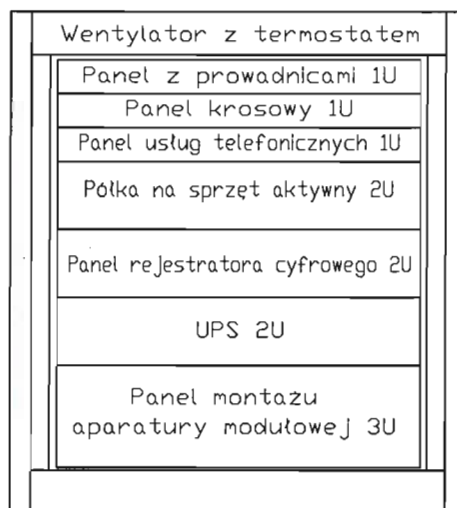 Wentylator z termostatem
Panel z prowadnicami 1U
Panel krosowy 1U
Panel usług telefonicznych 1U
Półka na sprzęt aktywny 2U
Panel rejestratora cyfrowego 2U
UPS 2U
Panel montażu
aparatury modułowej 3U